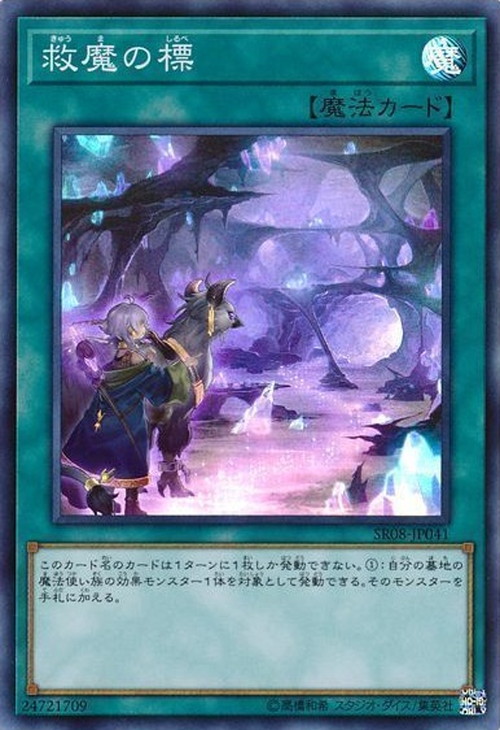 救魔の標
魔
【魔法カード】
SR08-JP041
このカード名のカードは1ターンに1枚しか発動できない。①:自分の墓地の
魔法使い族の効果モンスター1体を対象として発動できる。そのモンスターを
手札に加える。
24721709
©高橋和希 スタジオ・ダイス/集英社